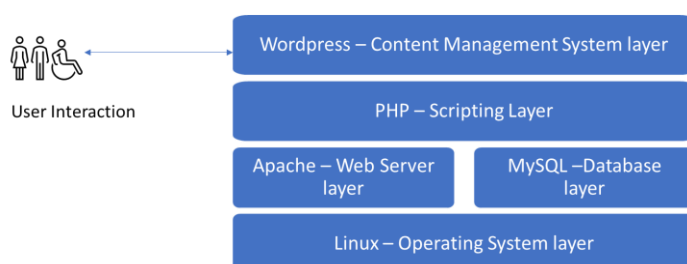 Wordpress – Content Management System layer
User Interaction
PHP – Scripting Layer
Apache – Web Server
layer
MySQL –Database
layer
Linux – Operating System layer